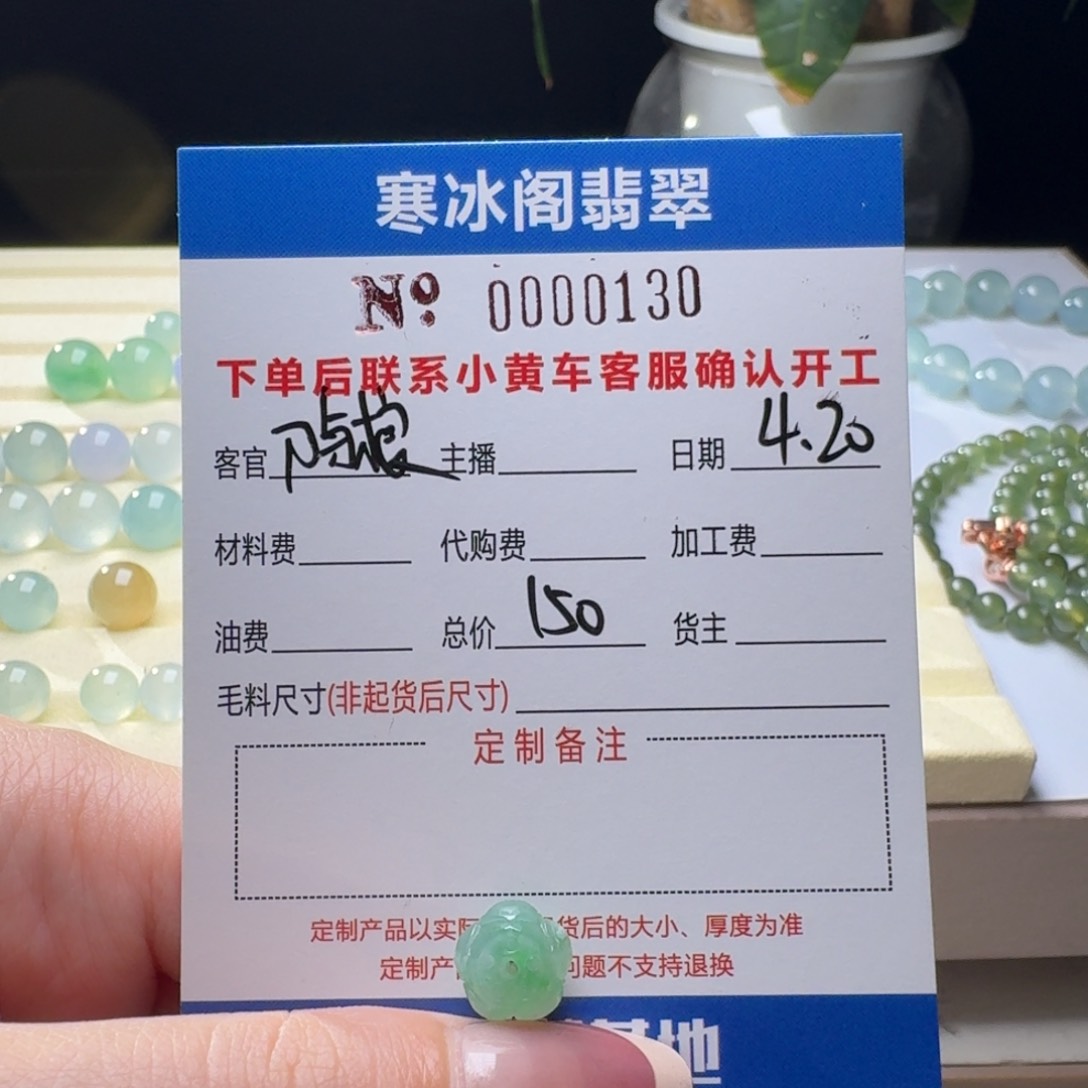 寒冰阁翡翠
№ 0000130
下单后联系小黄车客服确认开工
客官 主播 日期 4.20
材料费 代购费 加工费
油费 总价 150 货主
毛料尺寸(非起货后尺寸)
定制备注
定制产品以实际 货后的大小、厚度为准
定制产 问题不支持退换
基地